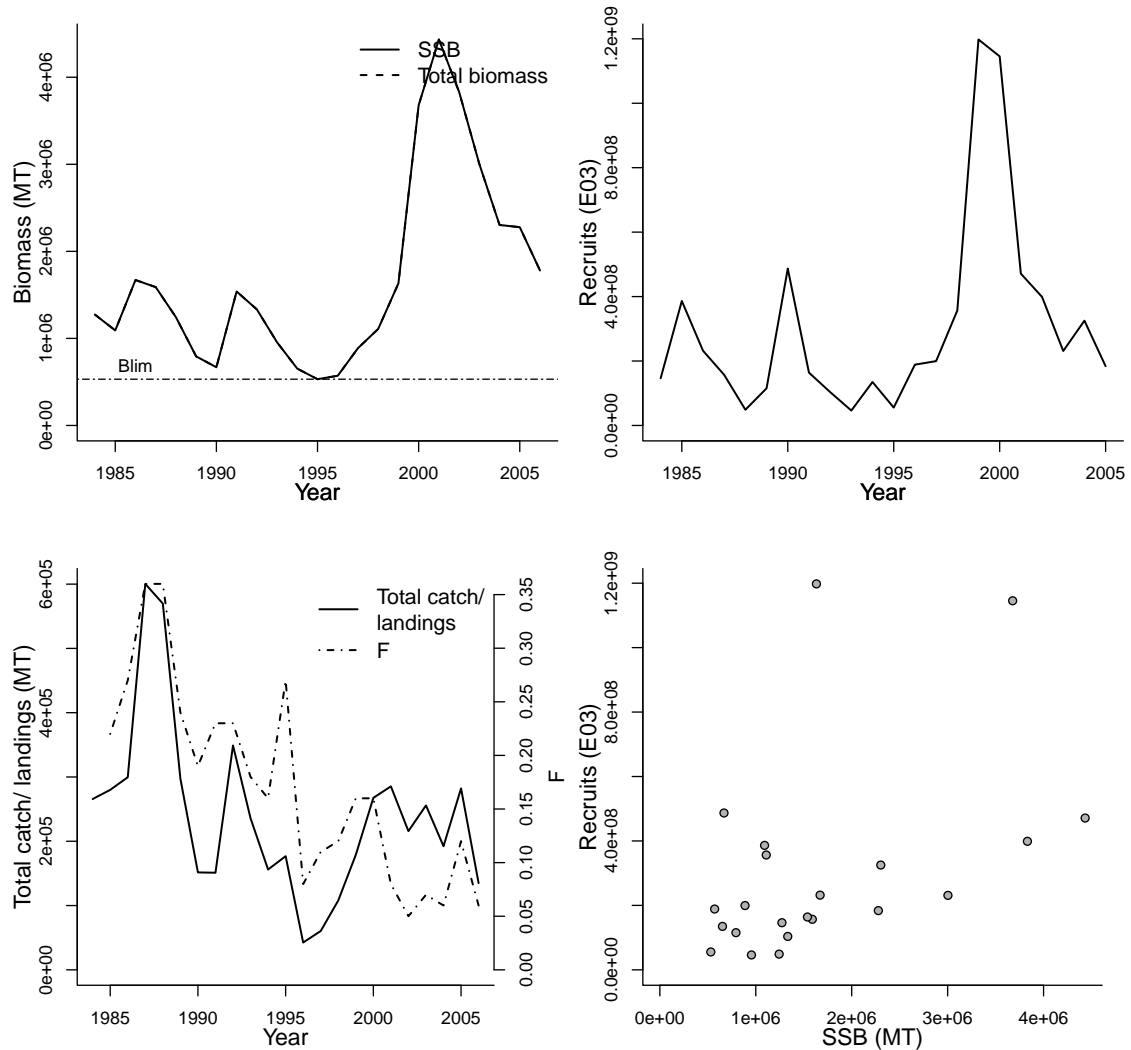 SSB
Total biomass
Biomass (MT)
4e+06
3e+06
2e+06
1e+06
0e+00
Blim
1985 1990 1995 2000 2005
Year
Recruits (E03)
1.2e+09
8.0e+08
4.0e+08
0.0e+00
1985 1990 1995 2000 2005
Year
Total catch/
landings
F
Total catch/ landings (MT)
6e+05
4e+05
2e+05
0e+00
0.35
0.30
0.25
0.20
0.15
0.10
0.05
0.00
F
1985 1990 1995 2000 2005
Year
Recruits (E03)
1.2e+09
8.0e+08
4.0e+08
0.0e+00
0e+00 1e+06 2e+06 3e+06 4e+06
SSB (MT)